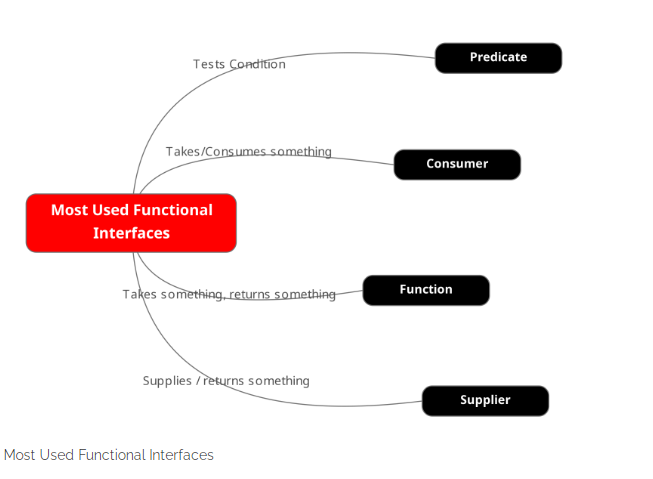 Tests Condition
Predicate
Takes/Consumes something
Consumer
Most Used Functional
Interfaces
Takes something, returns something
Function
Supplies / returns something
Supplier
Most Used Functional Interfaces